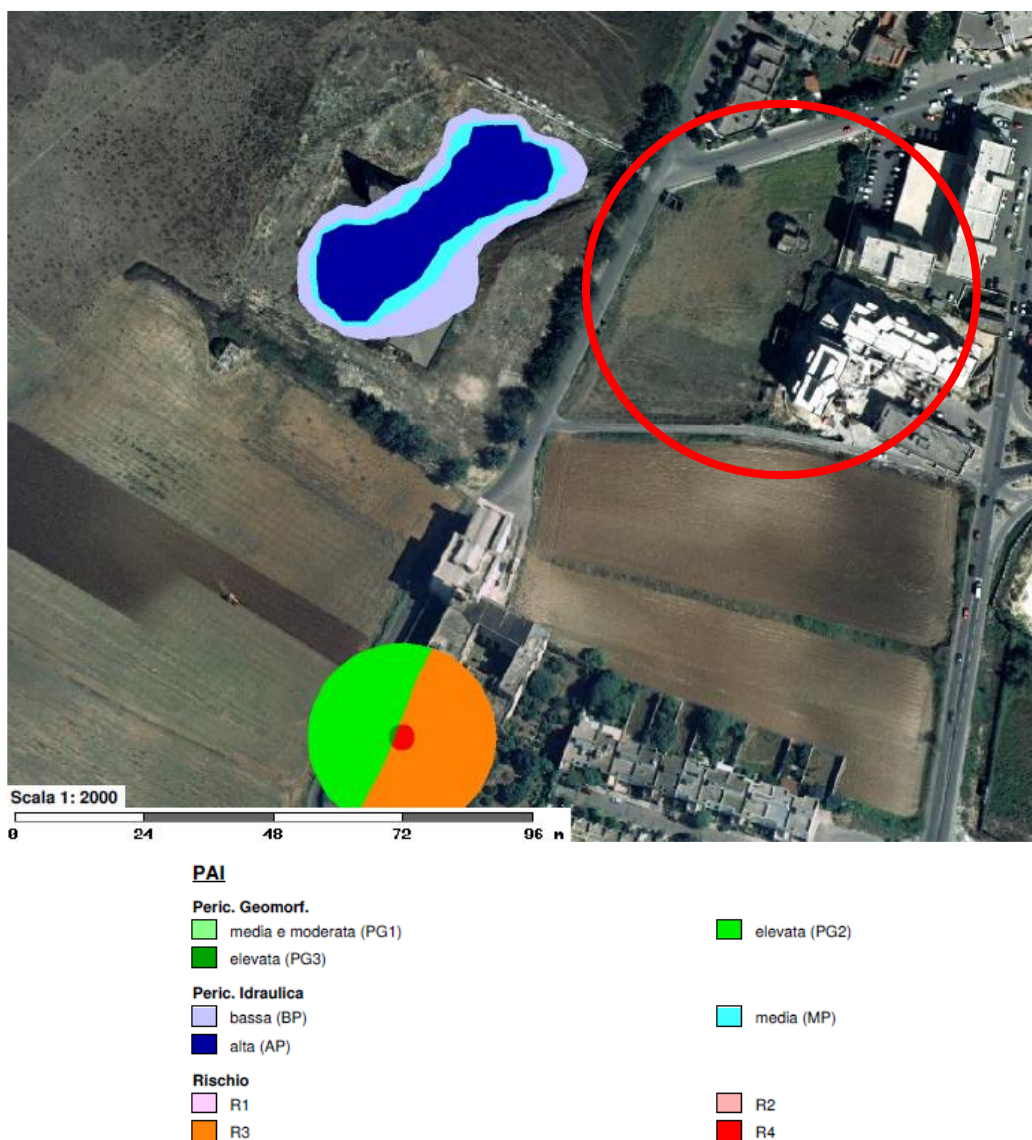 Scala 1: 2000
0 24 48 72 96 m
PAI
Peric. Geomorf.
media e moderata (PG1) elevata (PG2)
elevata (PG3)
Peric. Idraulica
bassa (BP) media (MP)
alta (AP)
Rischio
R1 R2
R3 R4